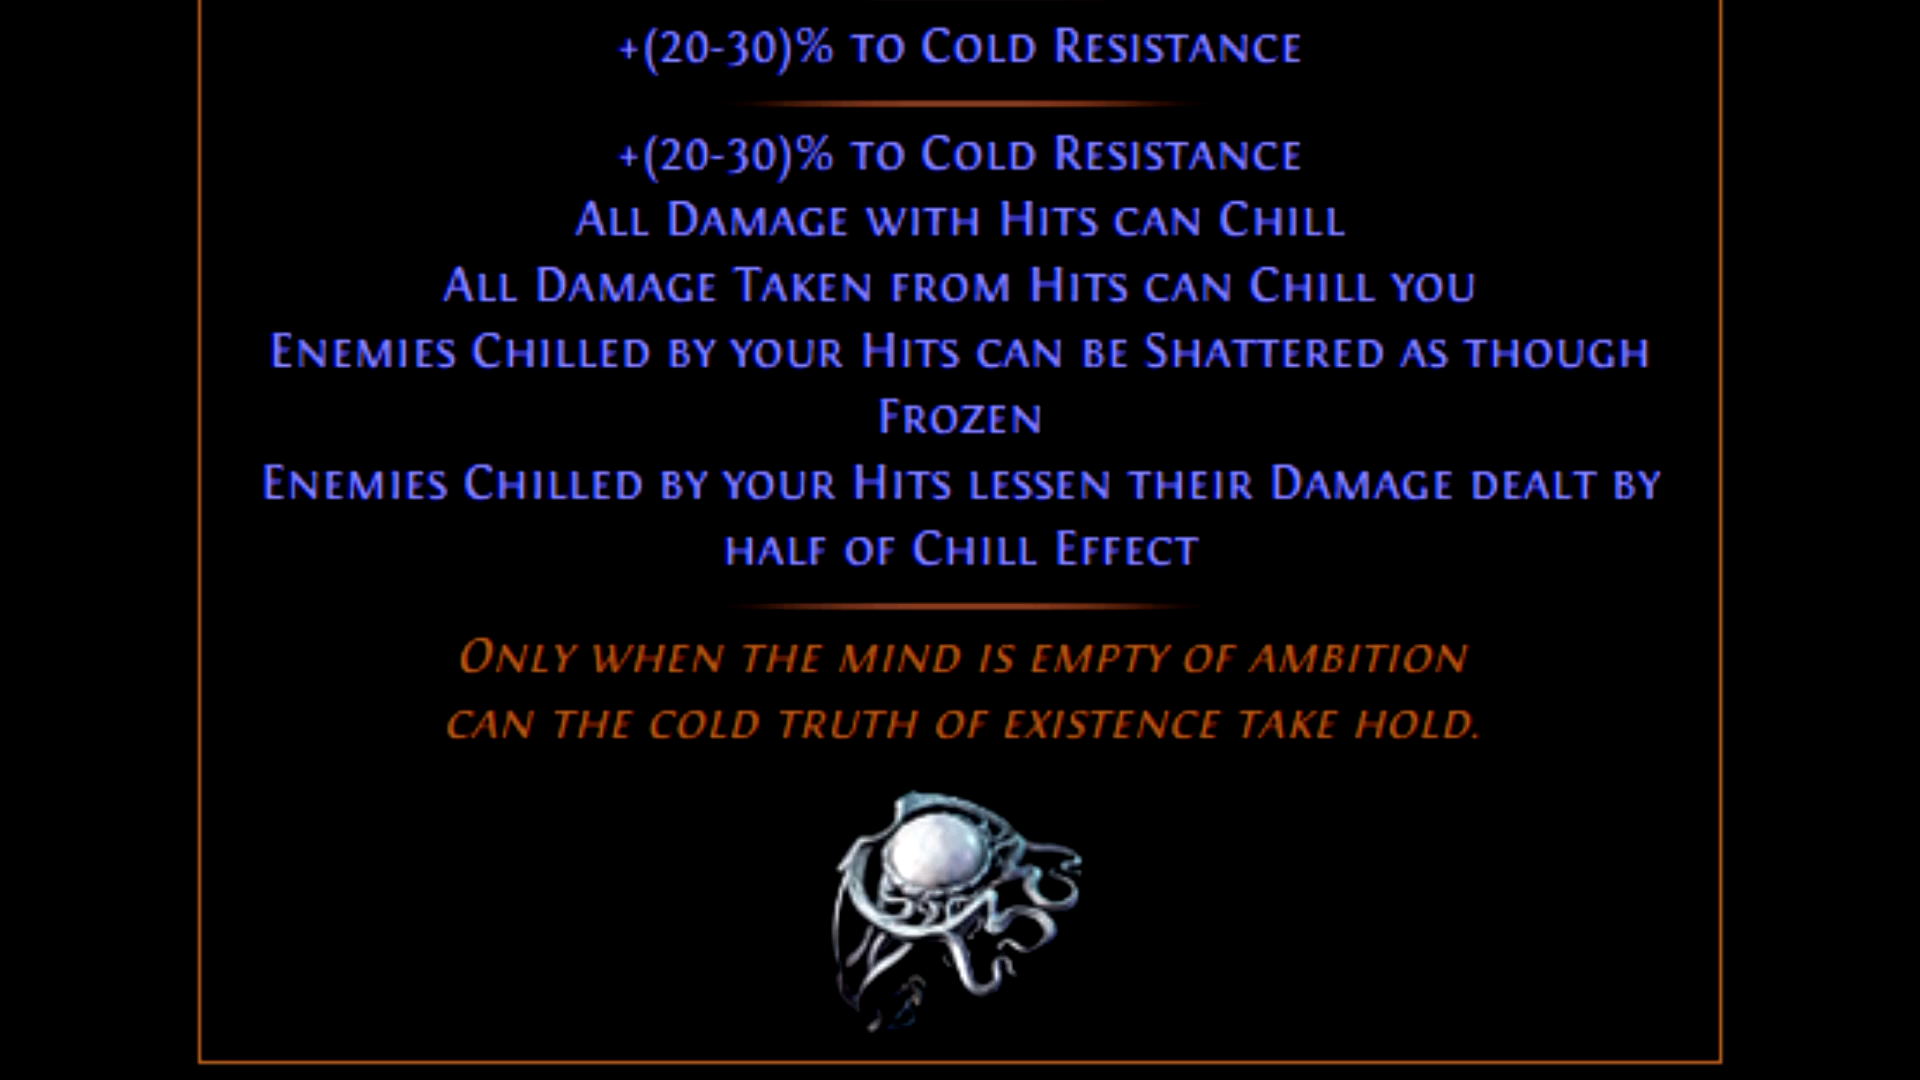 +(20-30)% to Cold Resistance
+(20-30)% to Cold Resistance
All Damage with Hits can Chill
All Damage Taken from Hits can Chill you
Enemies Chilled by your Hits can be Shattered as though
Frozen
Enemies Chilled by your Hits lessen their Damage dealt by
half of Chill Effect
Only when the mind is empty of ambition
can the cold truth of existence take hold.